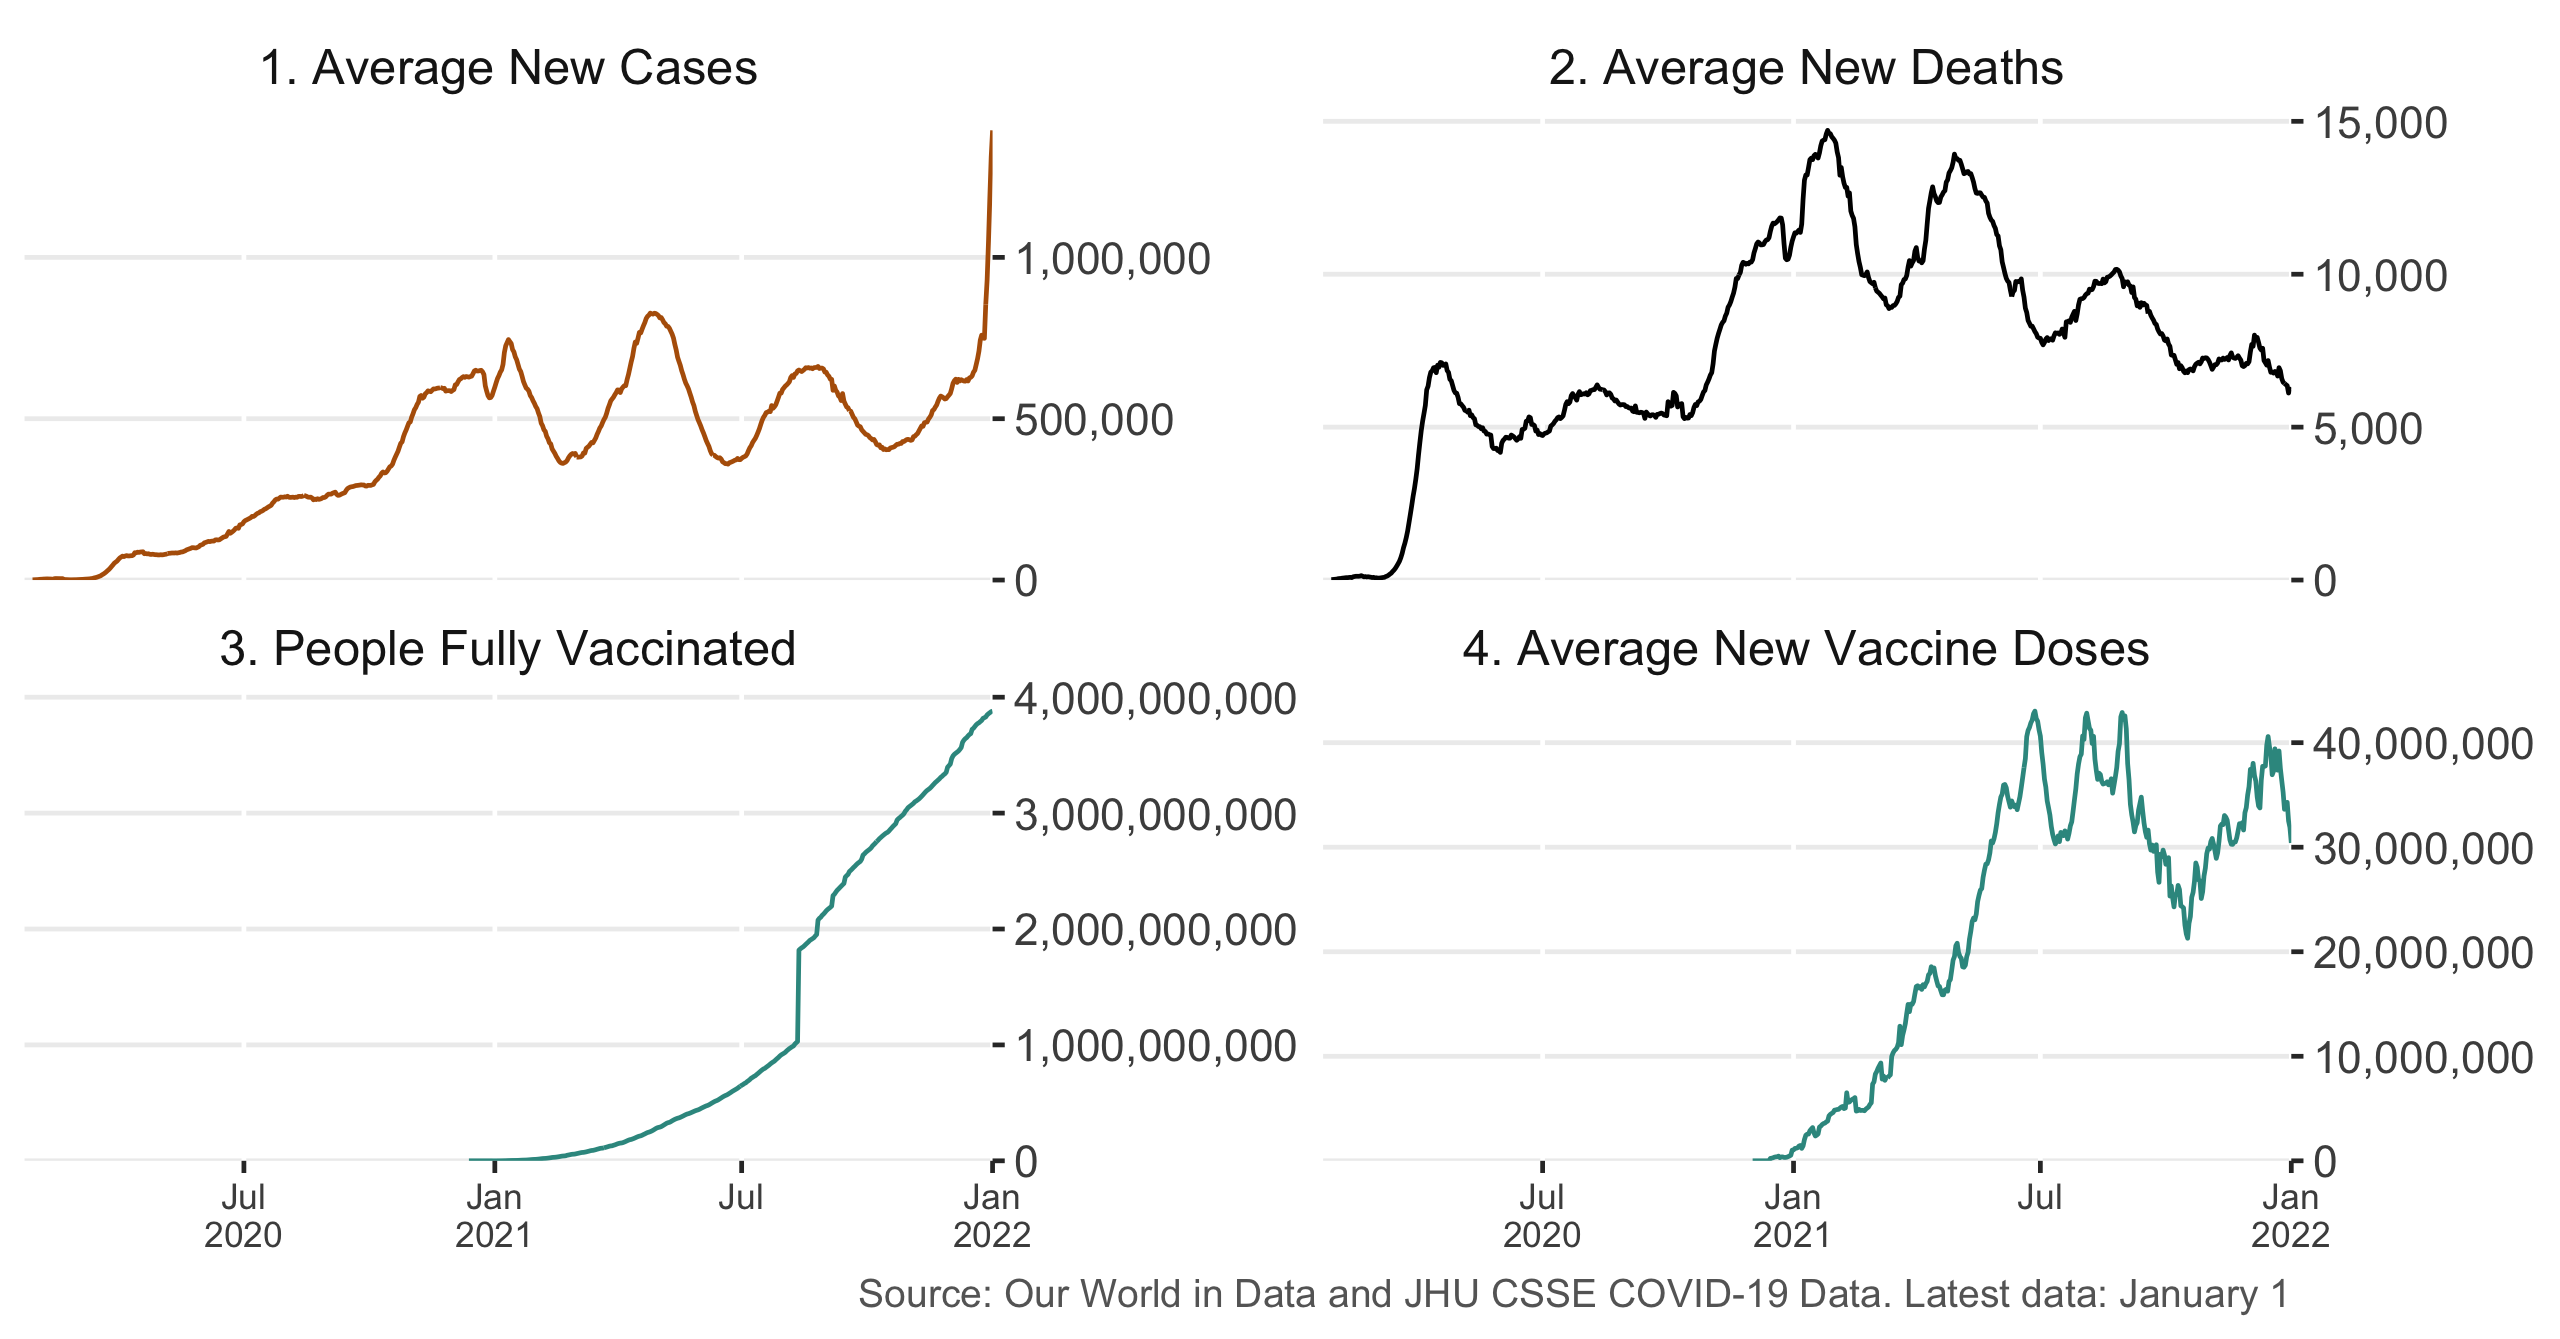 1. Average New Cases
1,000,000
500,000
0
2. Average New Deaths
15,000
10,000
5,000
0
3. People Fully Vaccinated
4,000,000,000
3,000,000,000
2,000,000,000
1,000,000,000
0
Jul Jan Jul Jan
2020 2021 2022
4. Average New Vaccine Doses
40,000,000
30,000,000
20,000,000
10,000,000
0
Jul Jan Jul Jan
2020 2021 2022
Source: Our World in Data and JHU CSSE COVID-19 Data. Latest data: January 1